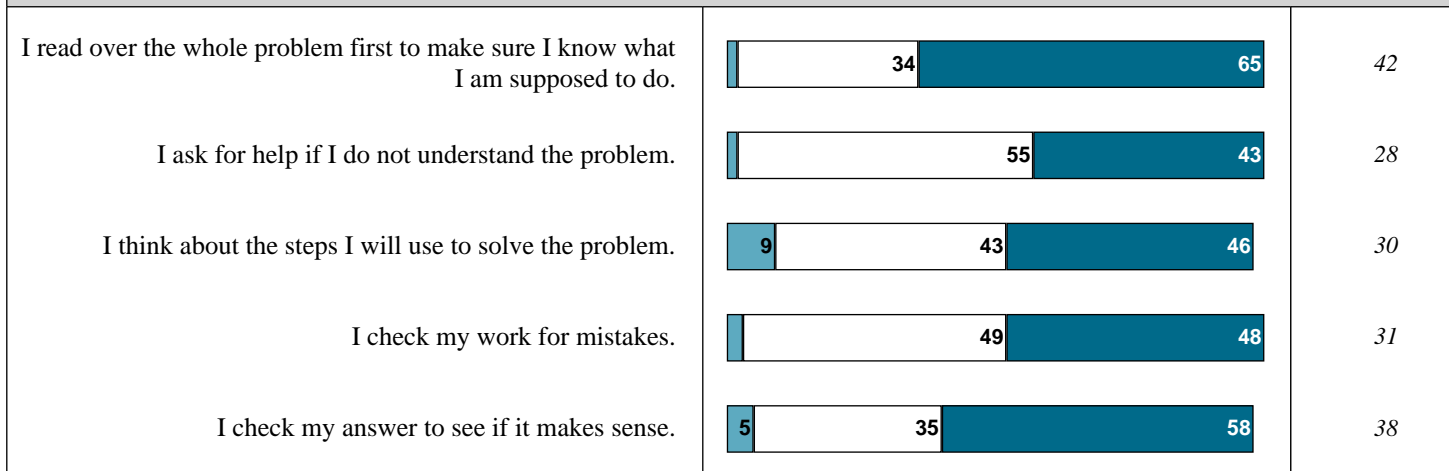 I read over the whole problem first to make sure I know what
I am supposed to do.
34 65 42
I ask for help if I do not understand the problem.
55 43 28
I think about the steps I will use to solve the problem.
9 43 46 30
I check my work for mistakes.
49 48 31
I check my answer to see if it makes sense.
5 35 58 38